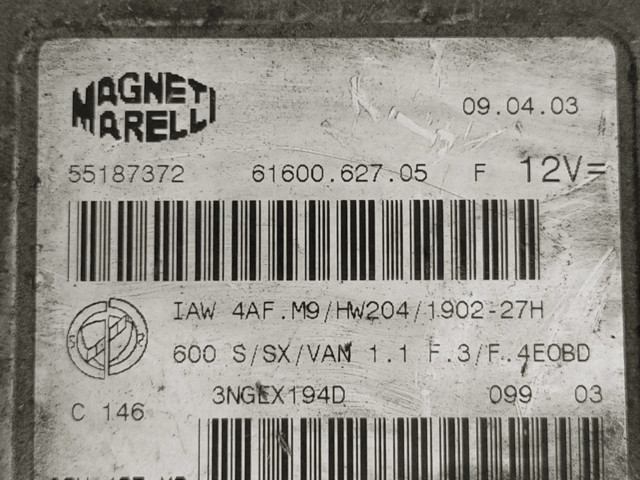 MAGNETI
MARELLI
09.04.03
55187372 61600.627.05 F 12V=
IAW 4AF.M9/HW204/1902-27H
600 S/SX/VAN 1.1 F.3/F.4EOBD
3NGEX194D 099 03
C 146